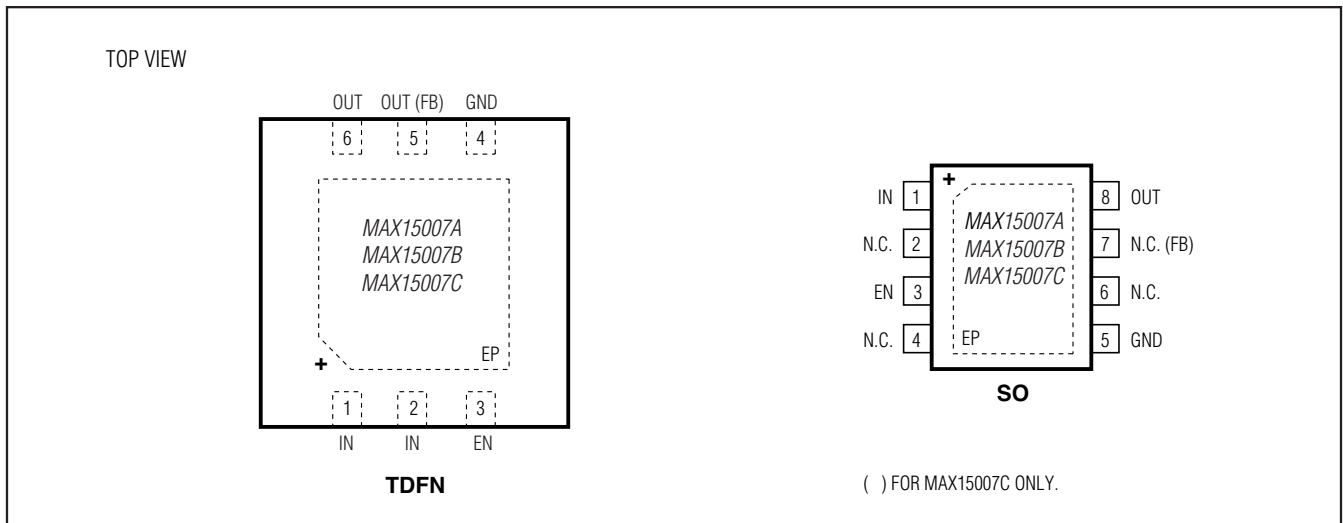 TOP VIEW
OUT OUT (FB) GND
6 5 4
MAX15007A
MAX15007B
MAX15007C
EP
+
1 2 3
IN IN EN
TDFN
+
IN 1
N.C. 2
EN 3
N.C. 4
MAX15007A
MAX15007B
MAX15007C
EP
8 OUT
7 N.C. (FB)
6 N.C.
5 GND
SO
( ) FOR MAX15007C ONLY.